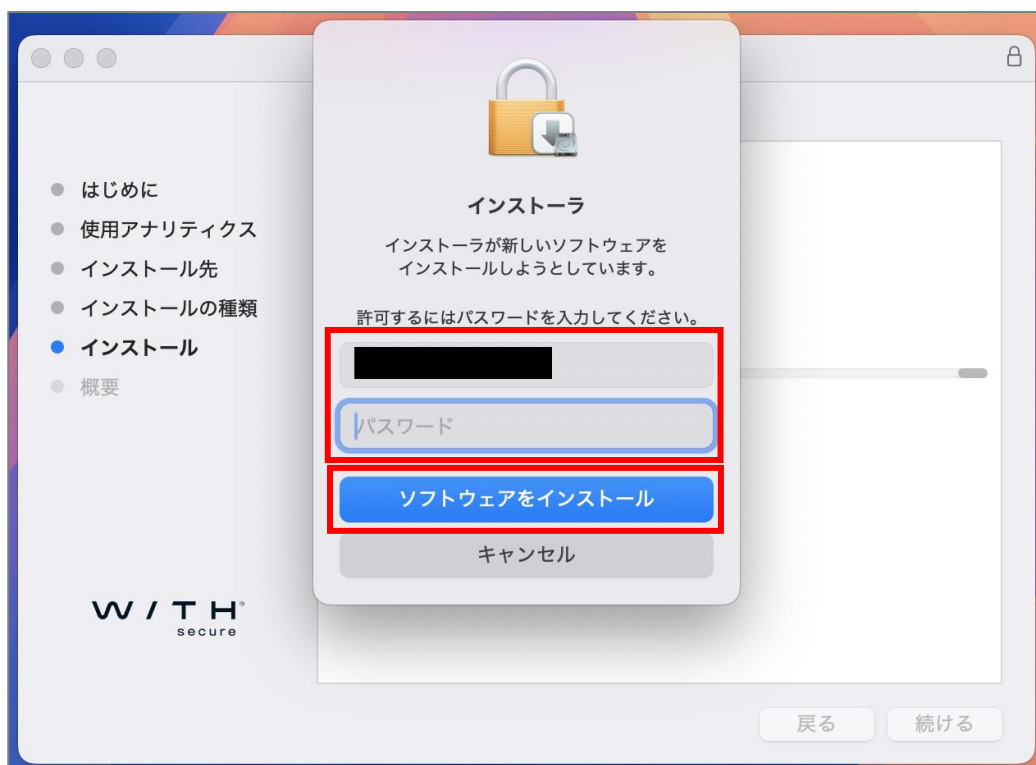 はじめに
使用アナリティクス
インストール先
インストールの種類
インストール
概要
W / T H®
secure
インストーラ
インストーラが新しいソフトウェアを
インストールしようとしています。
許可するにはパスワードを入力してください。
パスワード
ソフトウェアをインストール
キャンセル
戻る
続ける